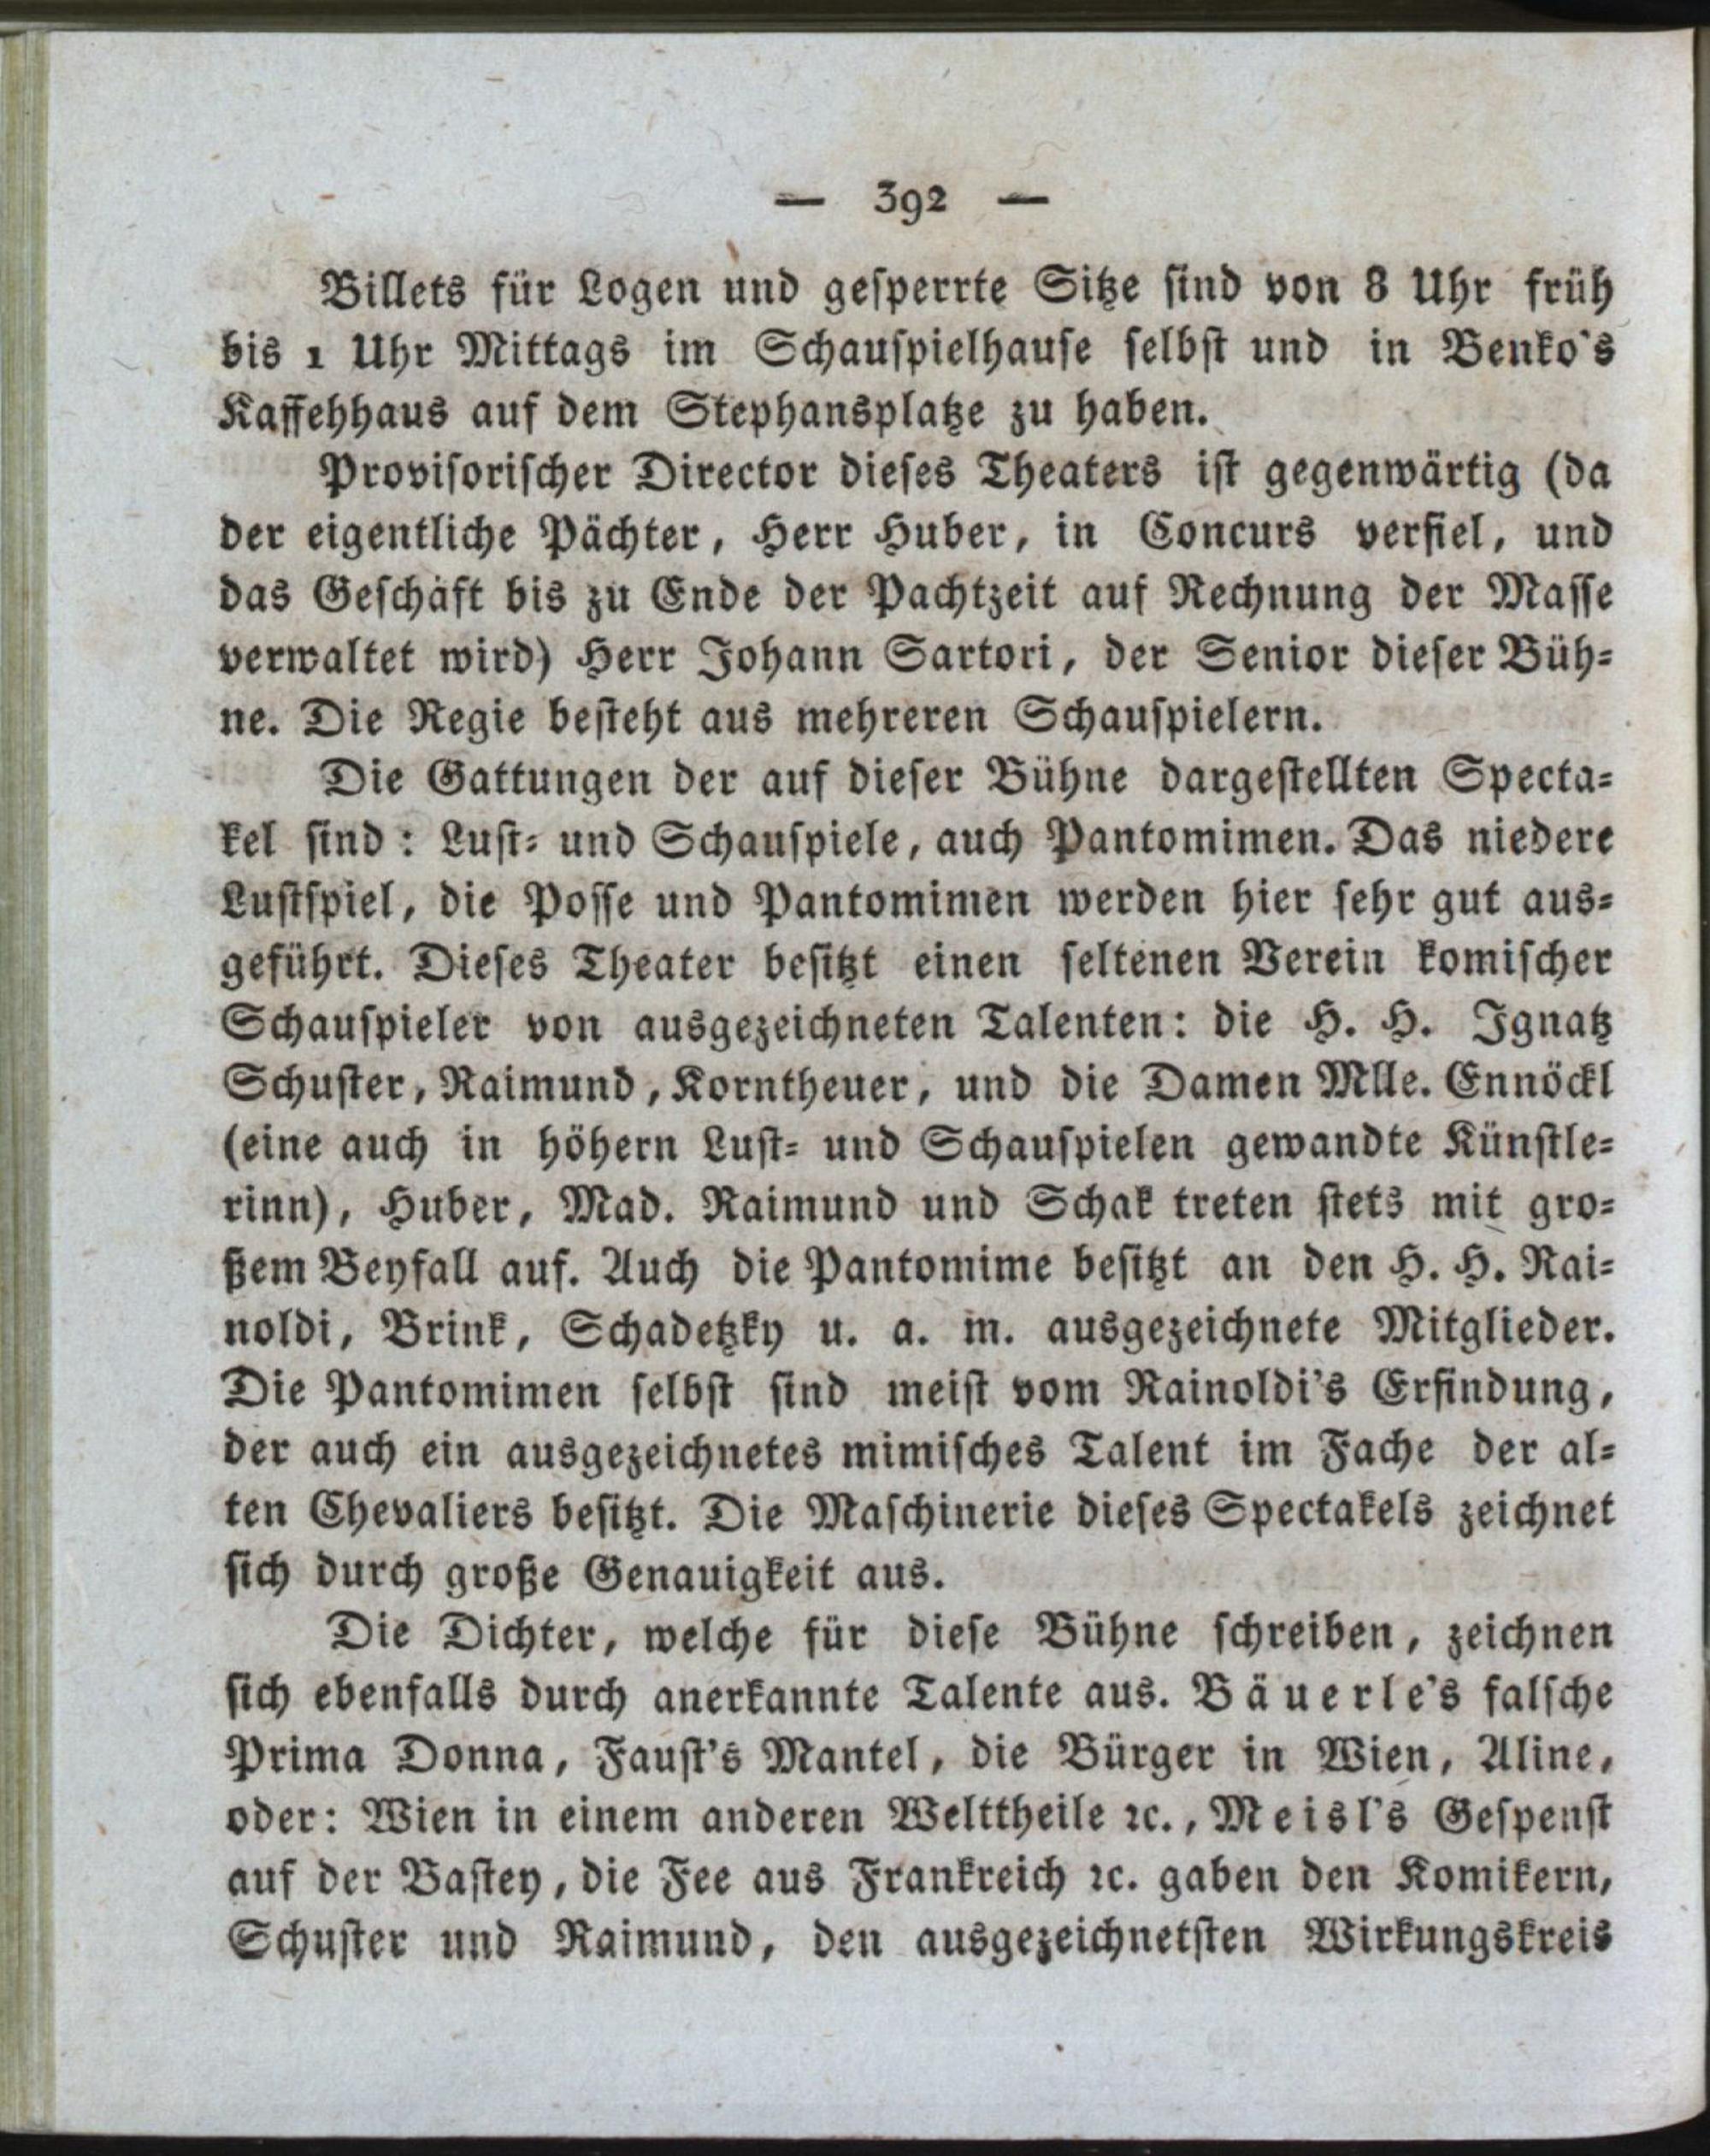 — 392 —
Billets für Logen und gesperrte Sitze sind von 8 Uhr früh
bis 1 Uhr Mittags im Schauspielhause selbst und in Benko's
Kaffehhaus auf dem Stephansplatze zu haben.
Provisorischer Director dieses Theaters ist gegenwärtig (da
der eigentliche Pächter, Herr Huber, in Concurs verfiel, und
das Geschäft bis zu Ende der Pachtzeit auf Rechnung der Masse
verwaltet wird) Herr Johann Sartori, der Senior dieser Büh-
ne. Die Regie besteht aus mehreren Schauspielern.
Die Gattungen der auf dieser Bühne dargestellten Specta-
kel sind: Lust- und Schauspiele, auch Pantomimen. Das niedere
Lustspiel, die Posse und Pantomimen werden hier sehr gut aus-
geführt. Dieses Theater besitzt einen seltenen Verein komischer
Schauspieler von ausgezeichneten Talenten: die H. H. Ignatz
Schuster, Raimund, Korntheuer, und die Damen Mlle. Ennöckl
(eine auch in höhern Lust- und Schauspielen gewandte Künstle-
rinn), Huber, Mad. Raimund und Schak treten stets mit gro-
ßem Beyfall auf. Auch die Pantomime besitzt an den H. H. Rai-
noldi, Brink, Schadetzky u. a. m. ausgezeichnete Mitglieder.
Die Pantomimen selbst sind meist vom Rainoldi's Erfindung,
der auch ein ausgezeichnetes mimisches Talent im Fache der al-
ten Chevaliers besitzt. Die Maschinerie dieses Spectakels zeichnet
sich durch große Genauigkeit aus.
Die Dichter, welche für diese Bühne schreiben, zeichnen
sich ebenfalls durch anerkannte Talente aus. Bäuerle's falsche
Prima Donna, Faust's Mantel, die Bürger in Wien, Aline,
oder: Wien in einem anderen Welttheile ꝛc., Meisl's Gespenst
auf der Bastey, die Fee aus Frankreich ꝛc. gaben den Komikern,
Schuster und Raimund, den ausgezeichnetsten Wirkungskreis